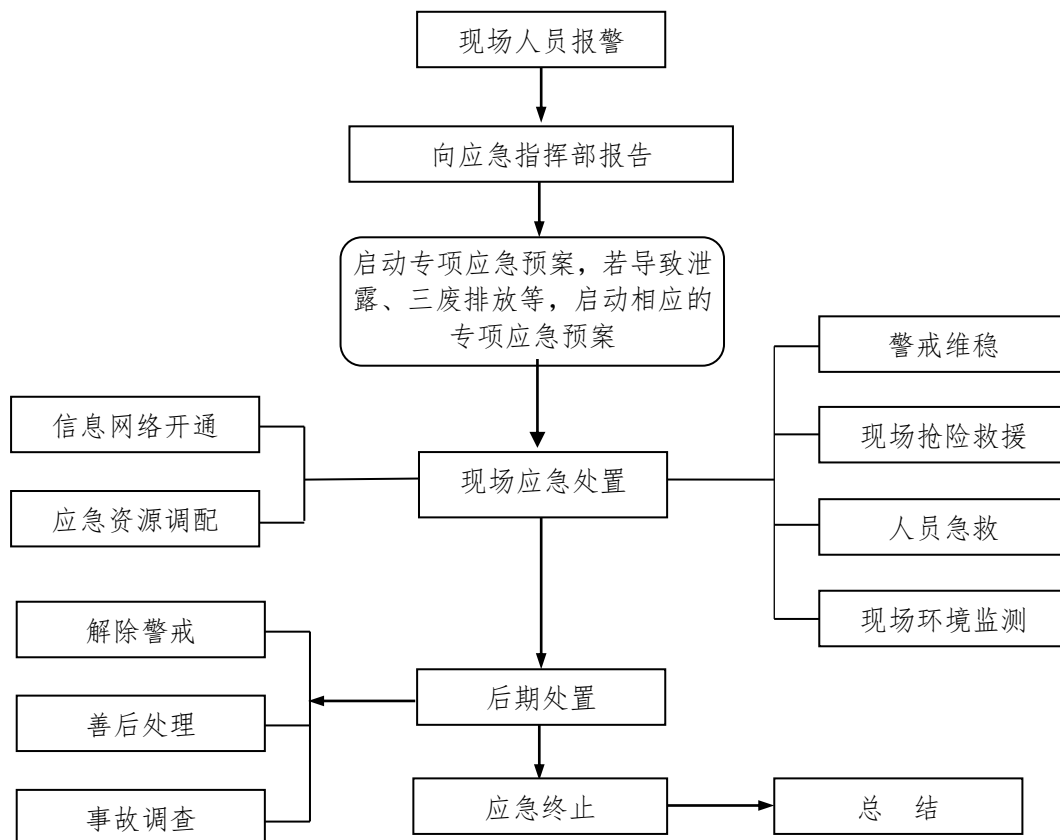 现场人员报警
向应急指挥部报告
启动专项应急预案，若导致泄
露、三废排放等，启动相应的
专项应急预案
警戒维稳
信息网络开通
现场抢险救援
现场应急处置
应急资源调配
人员急救
现场环境监测
解除警戒
后期处置
善后处理
应急终止
总 结
事故调查